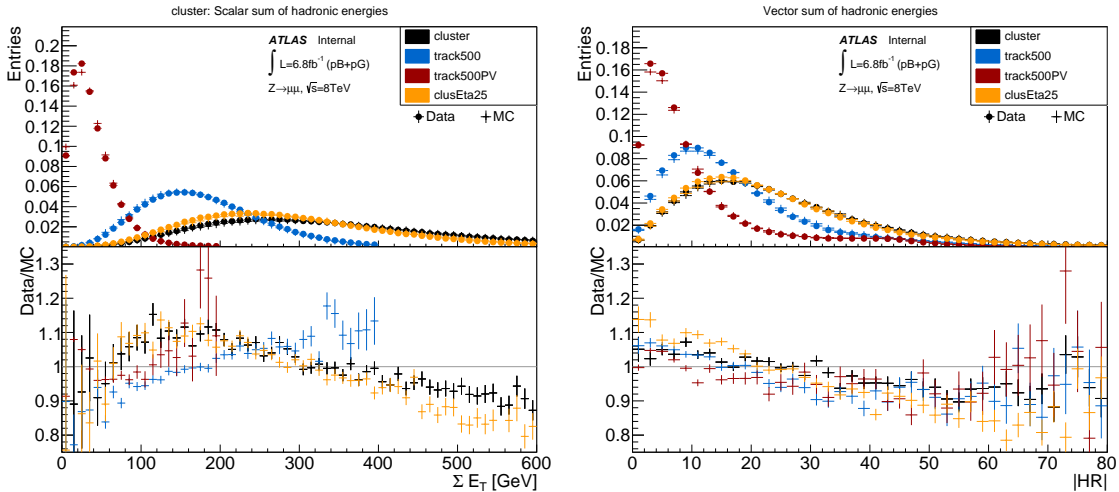 cluster: Scalar sum of hadronic energies
Entries
0.2
0.18
0.16
0.14
0.12
0.1
0.08
0.06
0.04
0.02
ATLAS Internal
∫ L=6.8fb⁻¹ (pB+pG)
Z→μμ, √s=8TeV
cluster
track500
track500PV
clusEta25
Data MC
Data/MC
1.3
1.2
1.1
1
0.9
0.8
0 100 200 300 400 500 600
Σ E_T [GeV]
Vector sum of hadronic energies
Entries
0.18
0.16
0.14
0.12
0.1
0.08
0.06
0.04
0.02
ATLAS Internal
∫ L=6.8fb⁻¹ (pB+pG)
Z→μμ, √s=8TeV
cluster
track500
track500PV
clusEta25
Data MC
Data/MC
1.3
1.2
1.1
1
0.9
0.8
0 10 20 30 40 50 60 70 80
|HR|